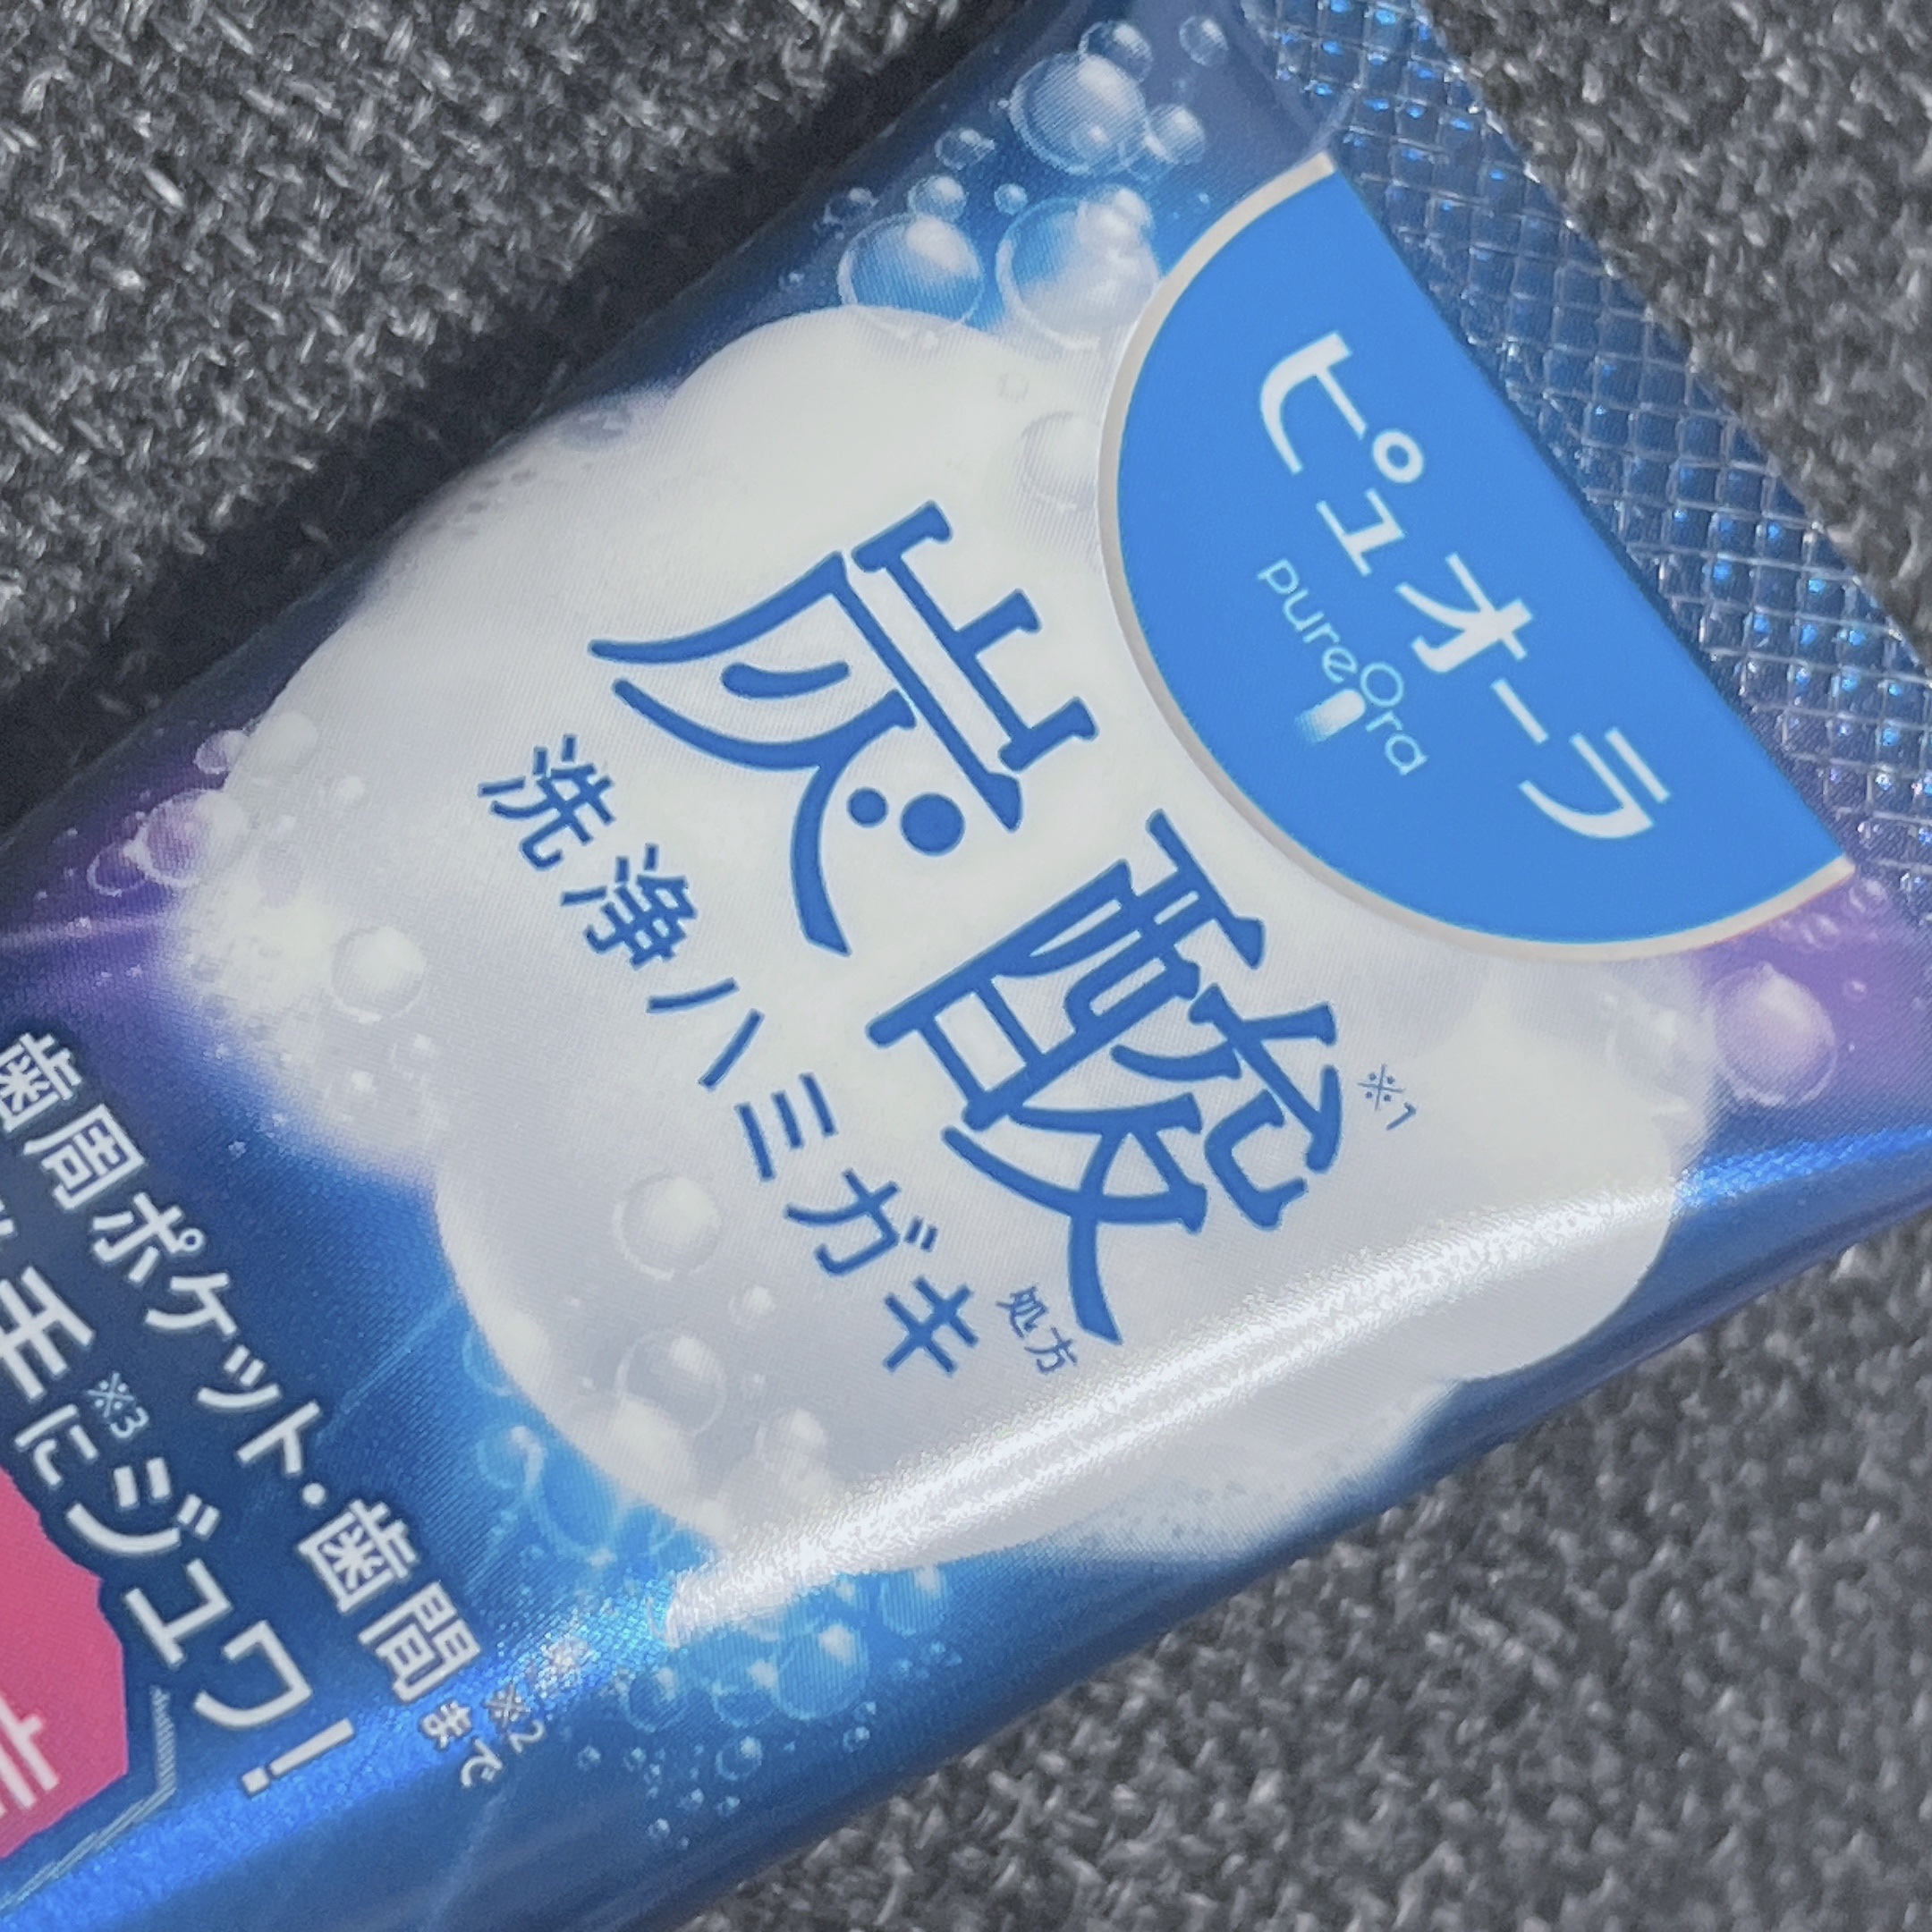 ピュオーラ
PureOra
炭酸※1
洗浄ハミガキ処方
歯周ポケット・歯間まで※2
にジュワ!
※3